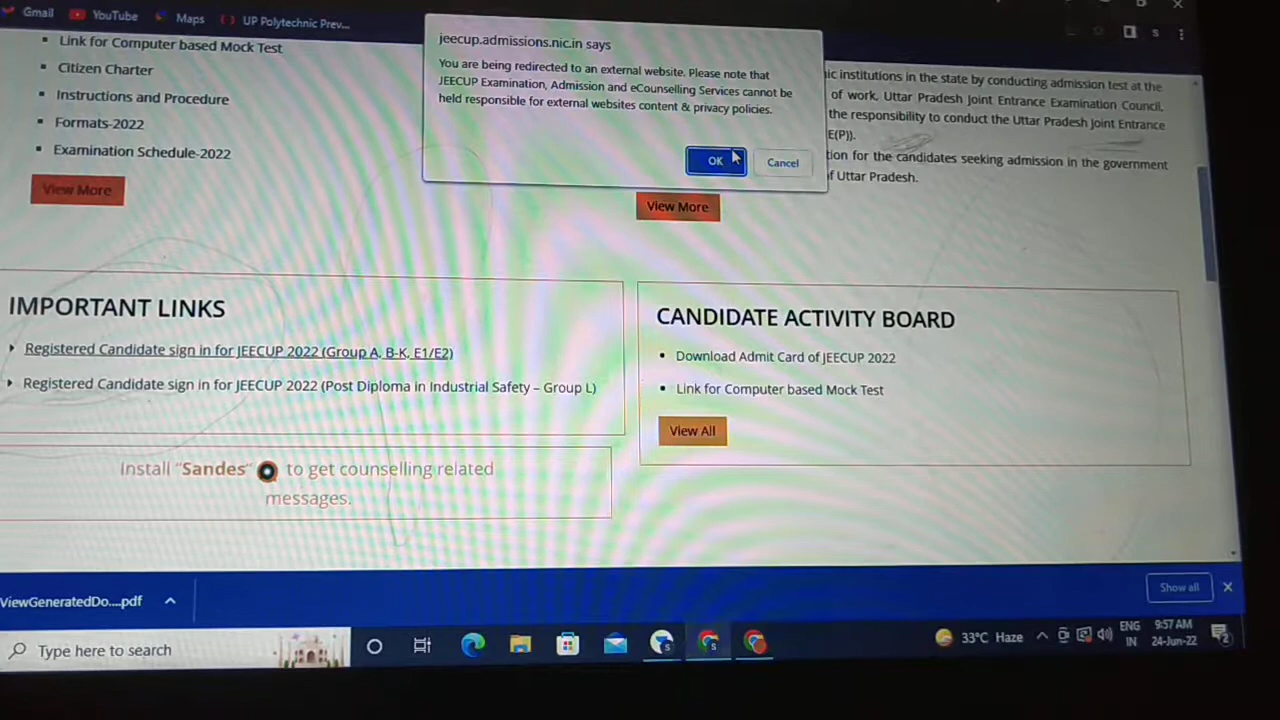 Gmail
YouTube
Maps
UP Polytechnic Prev...
Link for Computer based Mock Test
Citizen Charter
Instructions and Procedure
Formats-2022
Examination Schedule-2022
View More
jeecup.admissions.nic.in says
You are being redirected to an external website. Please note that
JEECUP Examination, Admission and eCounselling Services cannot be
held responsible for external websites content & privacy policies.
OK
Cancel
ic institutions in the state by conducting admission test at the
of work, Uttar Pradesh Joint Entrance Examination Council,
the responsibility to conduct the Uttar Pradesh Joint Entrance
E(P)).
tion for the candidates seeking admission in the government
of Uttar Pradesh.
View More
IMPORTANT LINKS
Registered Candidate sign in for JEECUP 2022 (Group A, B-K, E1/E2)
Registered Candidate sign in for JEECUP 2022 (Post Diploma in Industrial Safety – Group L)
Install "Sandes" to get counselling related
messages.
CANDIDATE ACTIVITY BOARD
Download Admit Card of JEECUP 2022
Link for Computer based Mock Test
View All
ViewGeneratedDo....pdf
Show all
Type here to search
33°C Haze
ENG
IN
9:57 AM
24-Jun-22
2